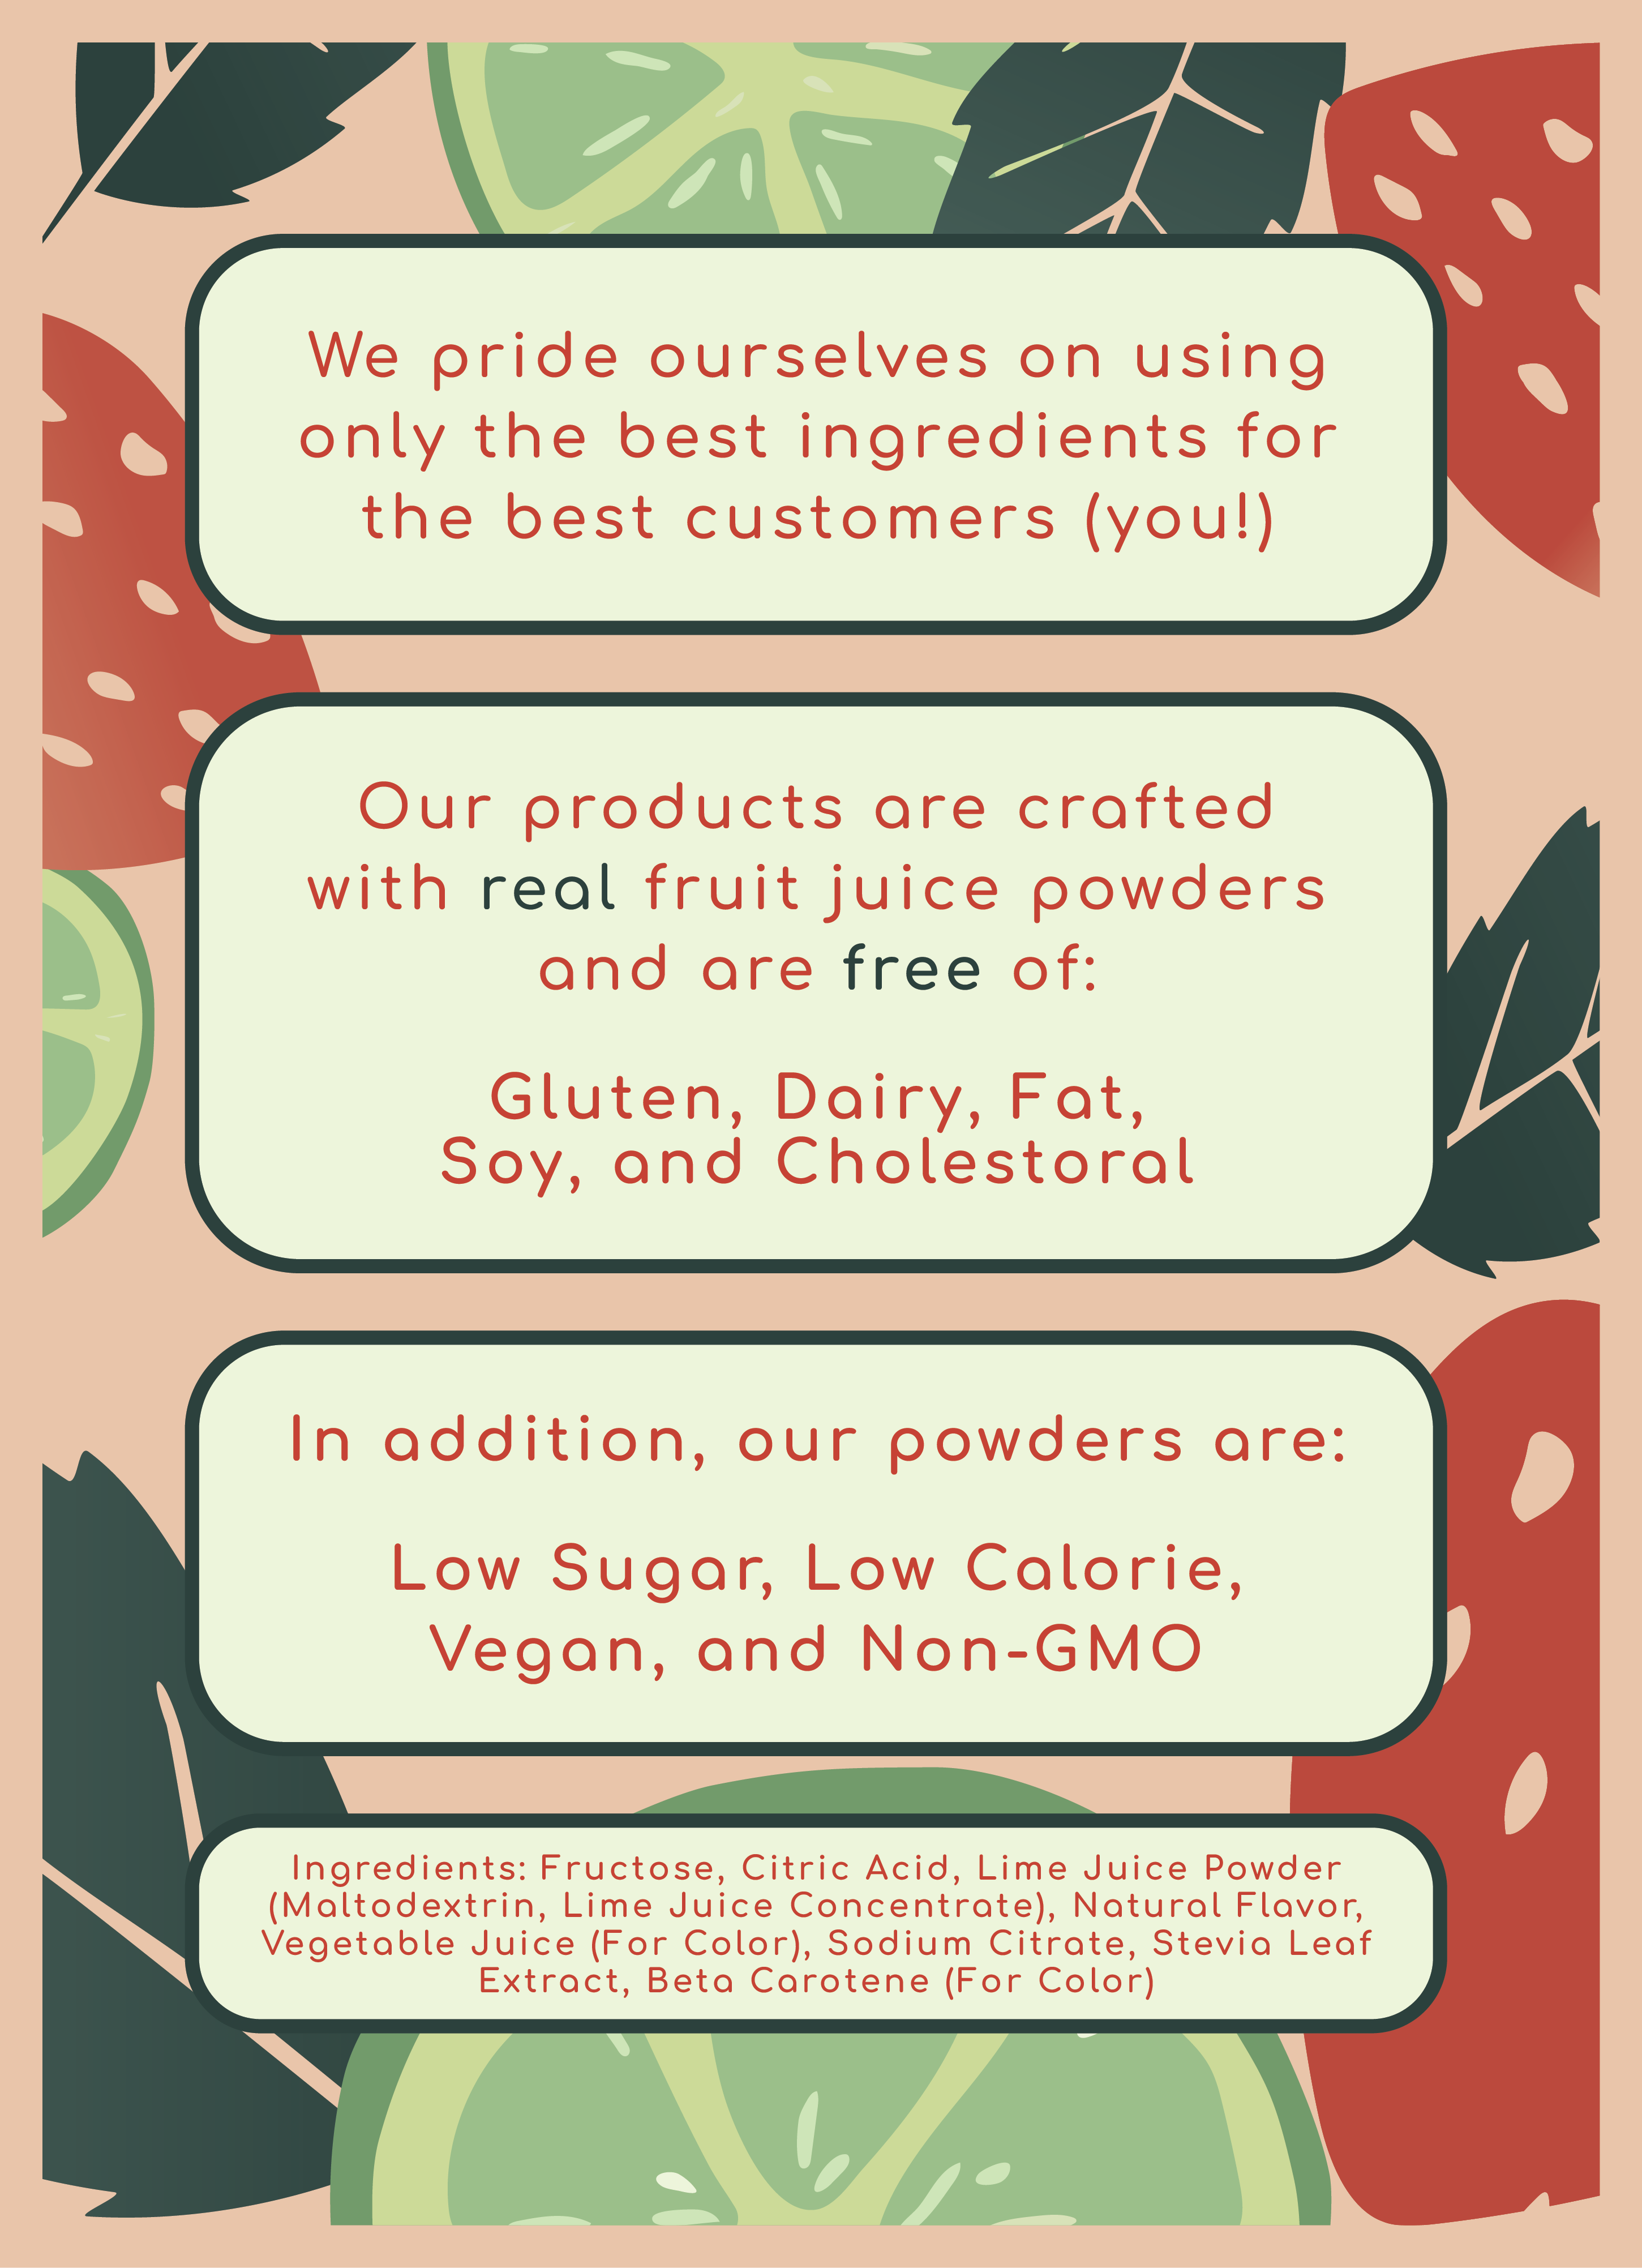 We pride ourselves on using
only the best ingredients for
the best customers (you!)
Our products are crafted
with real fruit juice powders
and are free of:
Gluten, Dairy, Fat,
Soy, and Cholestoral
In addition, our powders are:
Low Sugar, Low Calorie,
Vegan, and Non-GMO
Ingredients: Fructose, Citric Acid, Lime Juice Powder
(Maltodextrin, Lime Juice Concentrate), Natural Flavor,
Vegetable Juice (For Color), Sodium Citrate, Stevia Leaf
Extract, Beta Carotene (For Color)